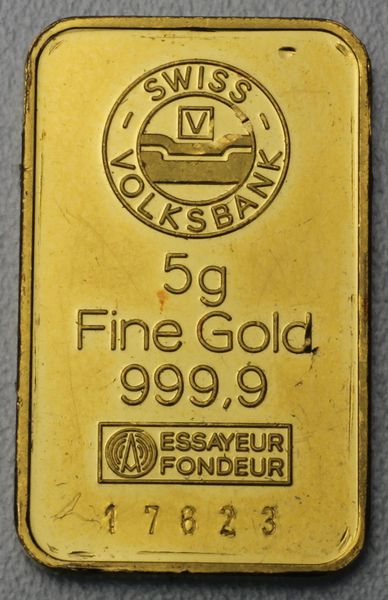 SWISS
V
VOLKSBANK
5g
Fine Gold
999,9
ESSAYEUR
FONDEUR
17623